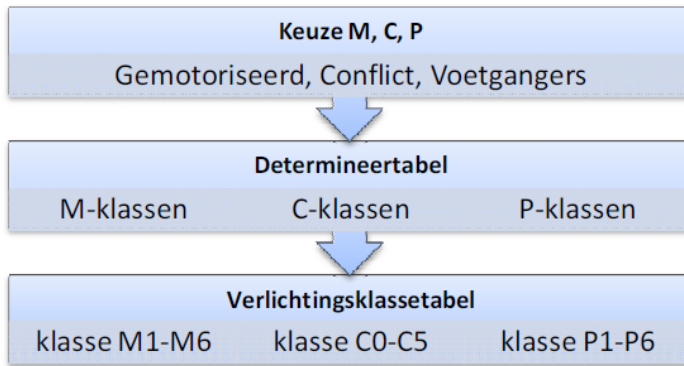 Keuze M, C, P
Gemotoriseerd, Conflict, Voetgangers
Determineertabel
M-klassen C-klassen P-klassen
Verlichtingsklassetabel
klasse M1-M6 klasse C0-C5 klasse P1-P6